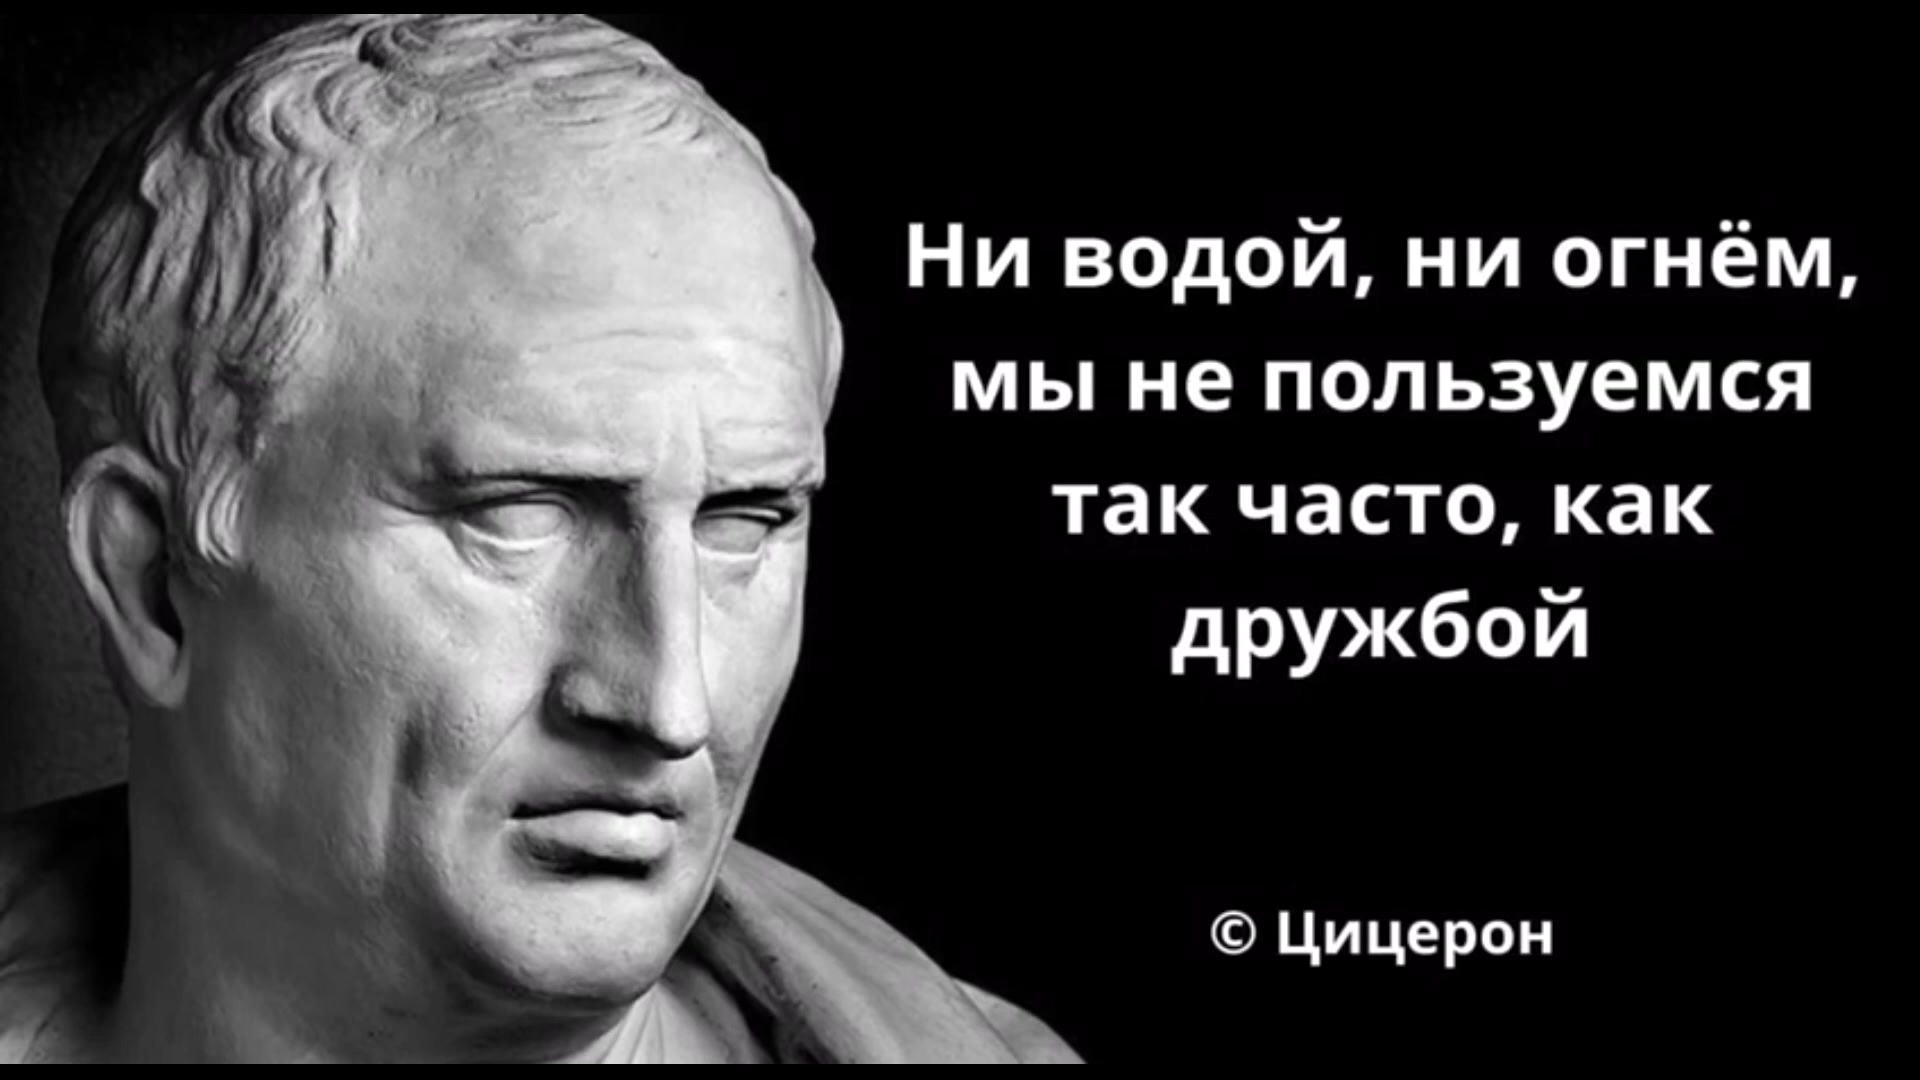 Ни водой, ни огнём,
мы не пользуемся
так часто, как
дружбой
© Цицерон